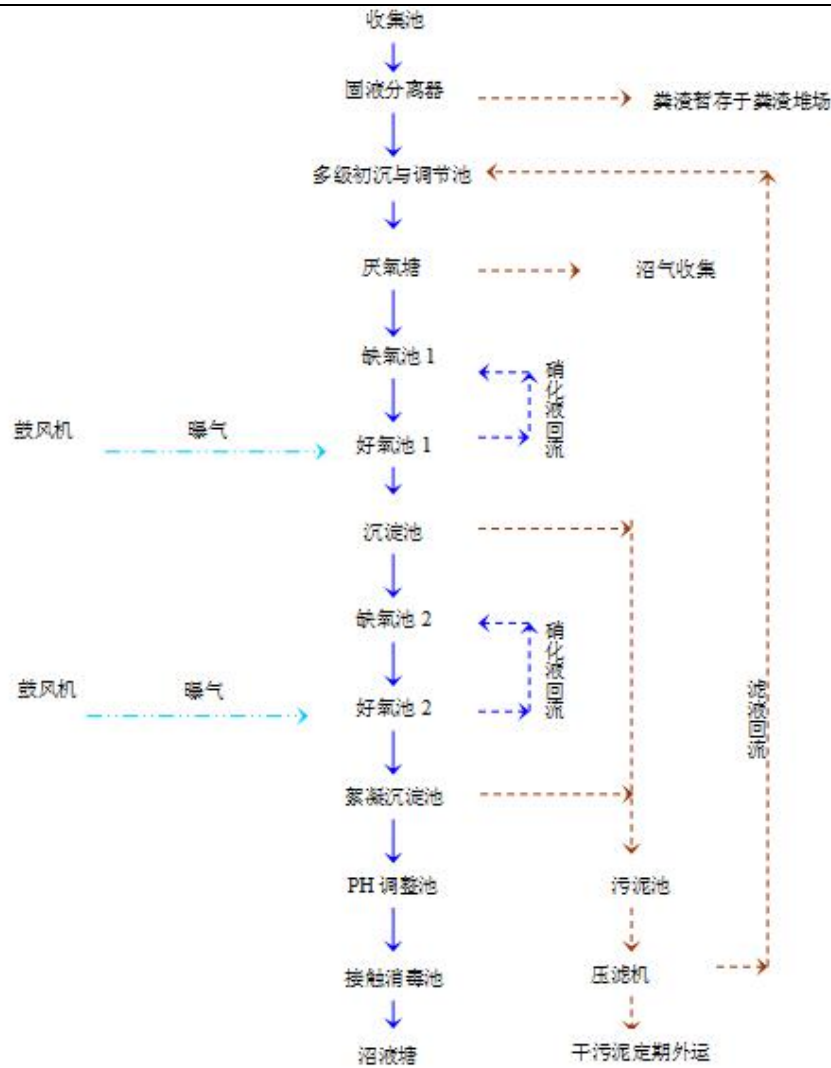 收集池
固液分离器
粪渣暂存于粪渣堆场
多级初沉与调节池
厌氧塘
沼气收集
缺氧池 1
硝化液回流
鼓风机
曝气
好氧池 1
沉淀池
缺氧池 2
硝化液回流
鼓风机
曝气
好氧池 2
滤液回流
絮凝沉淀池
PH 调整池
污泥池
接触消毒池
压滤机
沼液塘
干污泥定期外运